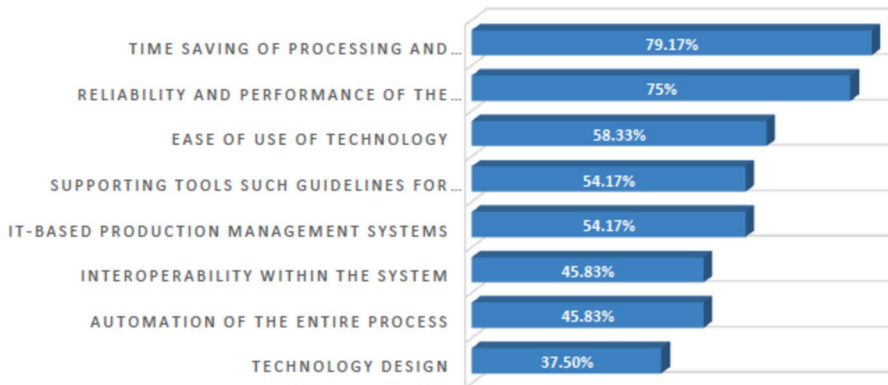 TIME SAVING OF PROCESSING AND ... 79.17%
RELIABILITY AND PERFORMANCE OF THE ... 75%
EASE OF USE OF TECHNOLOGY 58.33%
SUPPORTING TOOLS SUCH GUIDELINES FOR ... 54.17%
IT-BASED PRODUCTION MANAGEMENT SYSTEMS 54.17%
INTEROPERABILITY WITHIN THE SYSTEM 45.83%
AUTOMATION OF THE ENTIRE PROCESS 45.83%
TECHNOLOGY DESIGN 37.50%